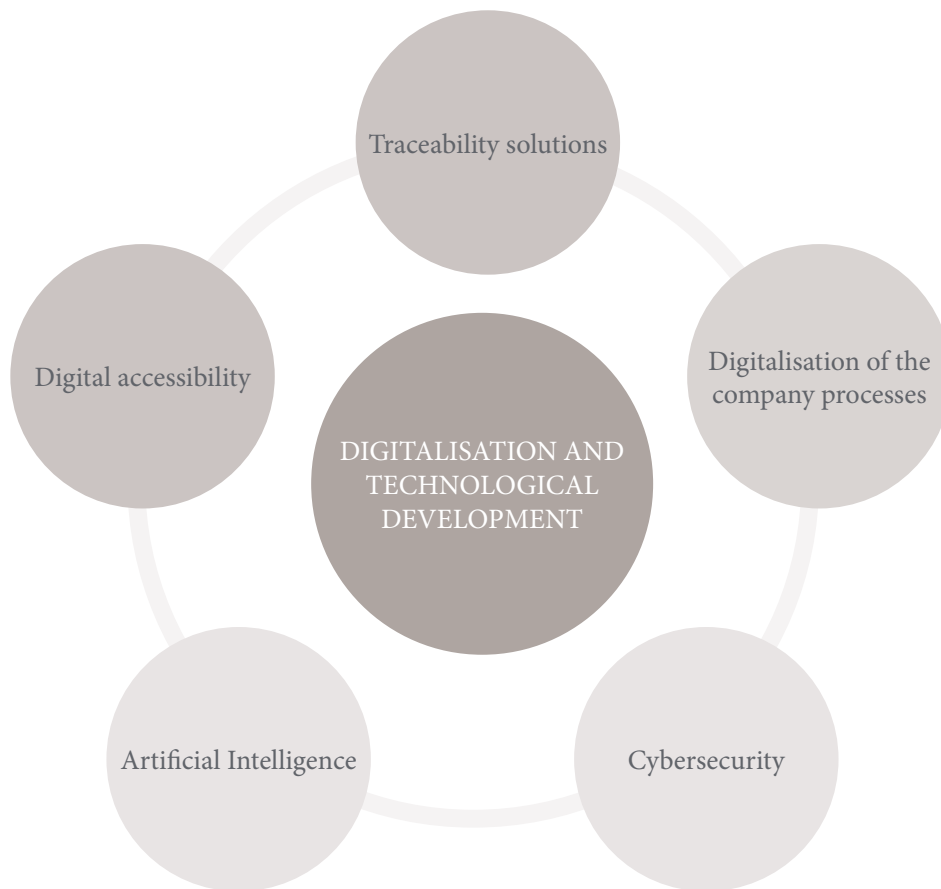 Traceability solutions
Digitalisation of the
company processes
Digital accessibility
DIGITALISATION AND
TECHNOLOGICAL
DEVELOPMENT
Artificial Intelligence
Cybersecurity